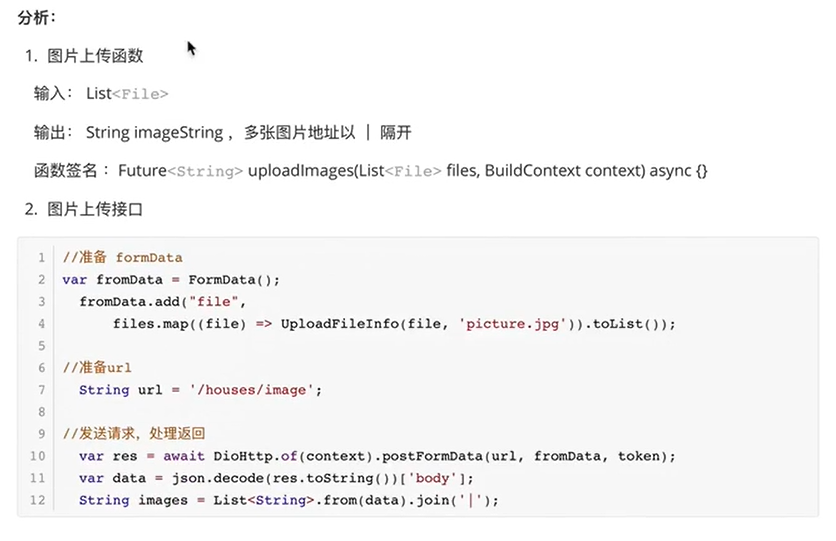 分析：
1. 图片上传函数
输入： List<File>
输出： String imageString ，多张图片地址以 | 隔开
函数签名：Future<String> uploadImages(List<File> files, BuildContext context) async {}
2. 图片上传接口
1 //准备 formData
2 var fromData = FormData();
3 fromData.add("file",
4 files.map((file) => UploadFileInfo(file, 'picture.jpg')).toList());
5
6 //准备url
7 String url = '/houses/image';
8
9 //发送请求，处理返回
10 var res = await DioHttp.of(context).postFormData(url, fromData, token);
11 var data = json.decode(res.toString())['body'];
12 String images = List<String>.from(data).join('|');